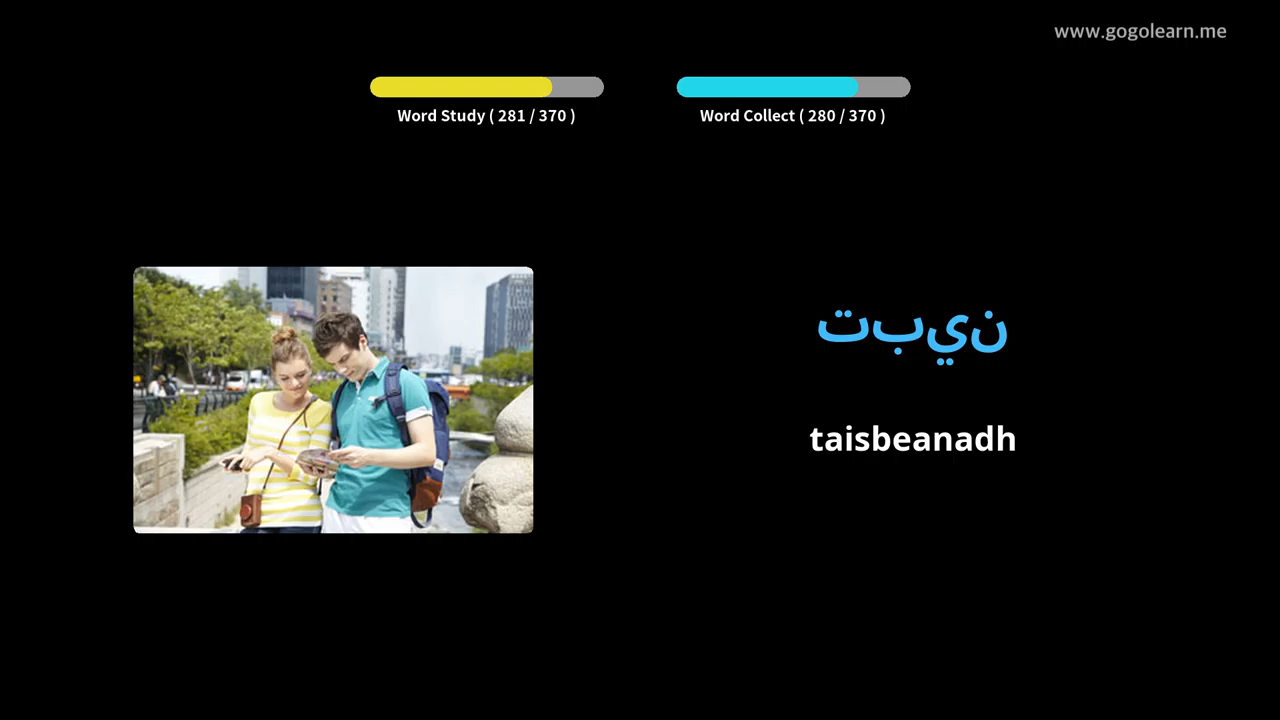 www.gogolearn.me
Word Study ( 281 / 370 )
Word Collect ( 280 / 370 )
تبين
taisbeanadh